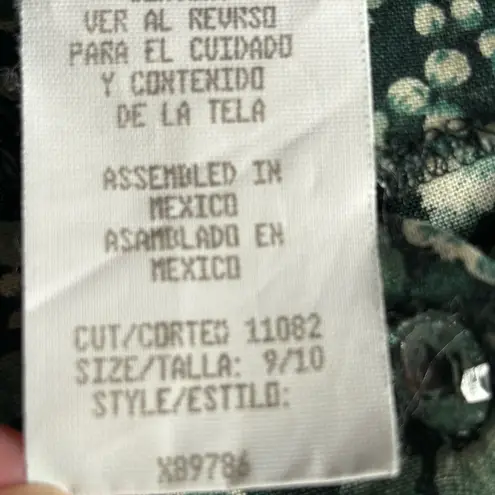 VER AL REVRSO
PARA EL CUIDADO
Y CONTENIDO
DE LA TELA
ASSEMBLED IN
MEXICO
ASAMBLADO EN
MEXICO
CUT/CORTEO 11082
SIZE/TALLA: 9/10
STYLE/ESTILO:
X89786